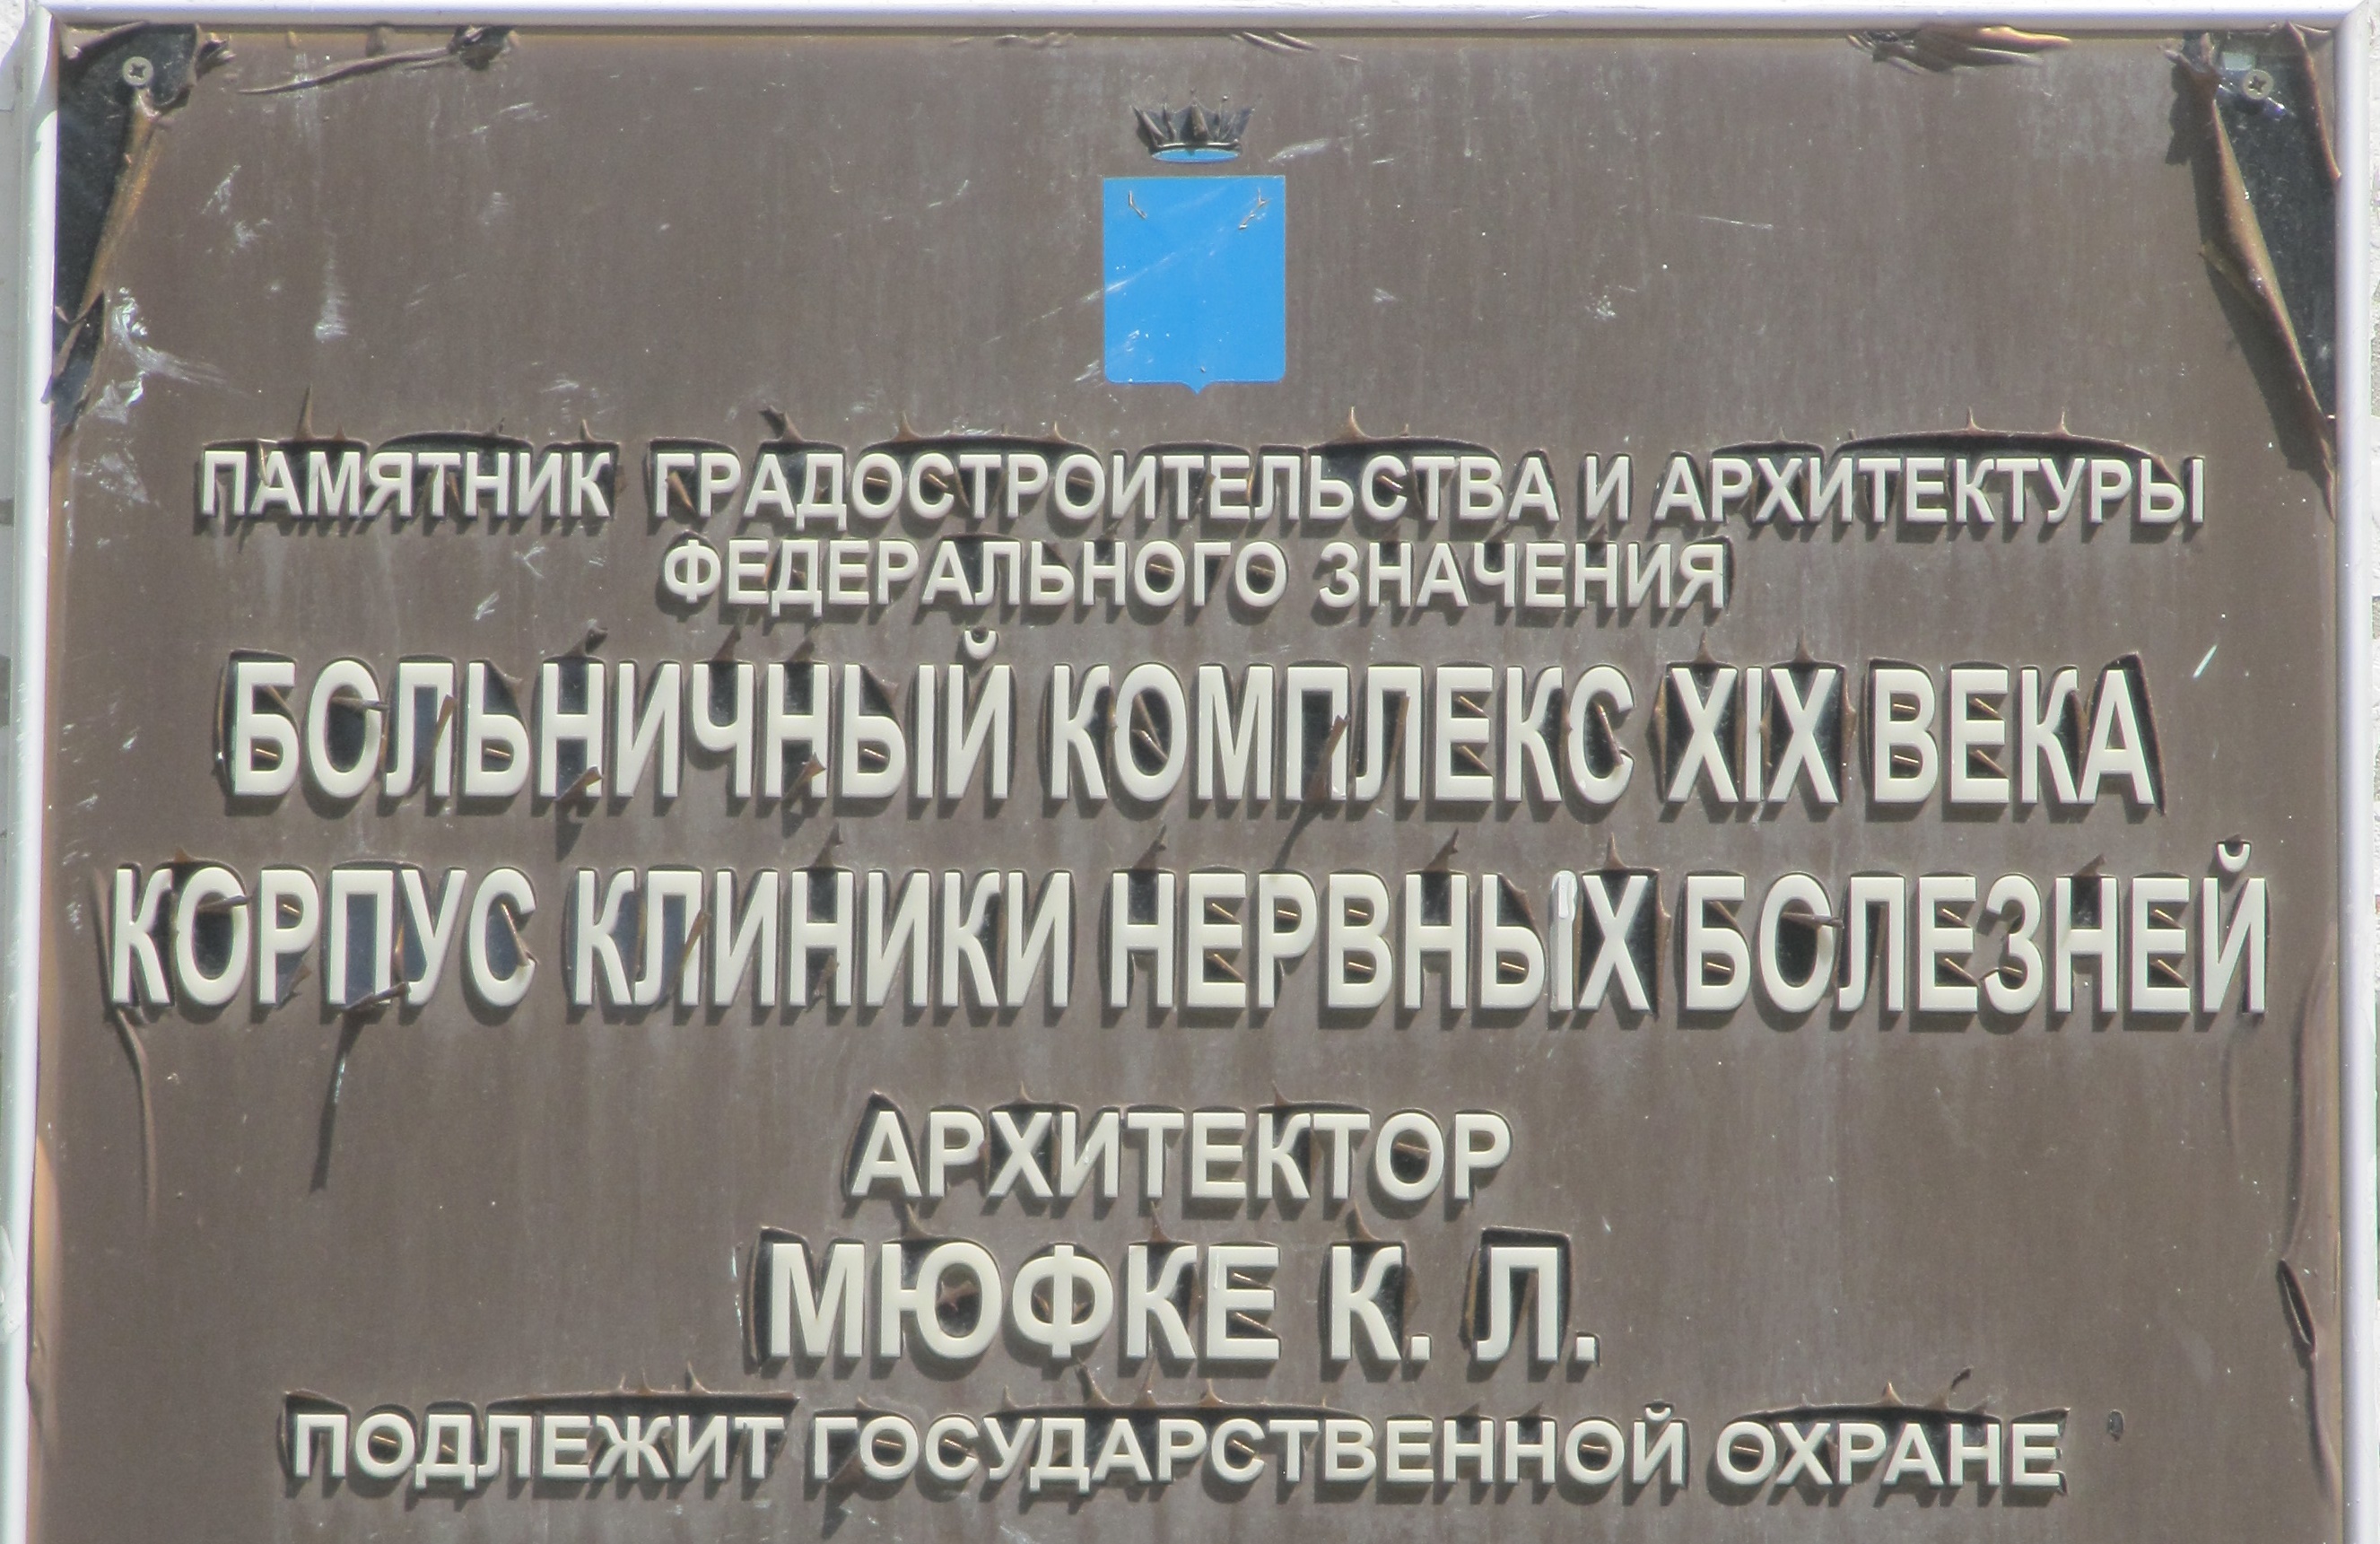 ПАМЯТНИК ГРАДОСТРОИТЕЛЬСТВА И АРХИТЕКТУРЫ
ФЕДЕРАЛЬНОГО ЗНАЧЕНИЯ
БОЛЬНИЧНЫЙ КОМПЛЕКС XIX ВЕКА
КОРПУС КЛИНИКИ НЕРВНЫХ БОЛЕЗНЕЙ
АРХИТЕКТОР
МЮФКЕ К. Л.
ПОДЛЕЖИТ ГОСУДАРСТВЕННОЙ ОХРАНЕ